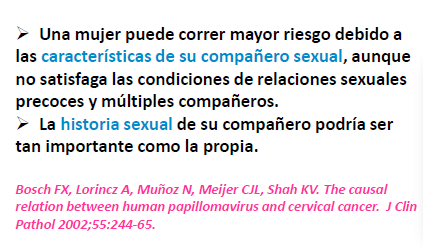 ➢ Una mujer puede correr mayor riesgo debido a
las características de su compañero sexual, aunque
no satisfaga las condiciones de relaciones sexuales
precoces y múltiples compañeros.
➢ La historia sexual de su compañero podría ser
tan importante como la propia.
Bosch FX, Lorincz A, Muñoz N, Meijer CJL, Shah KV. The causal
relation between human papillomavirus and cervical cancer. J Clin
Pathol 2002;55:244-65.